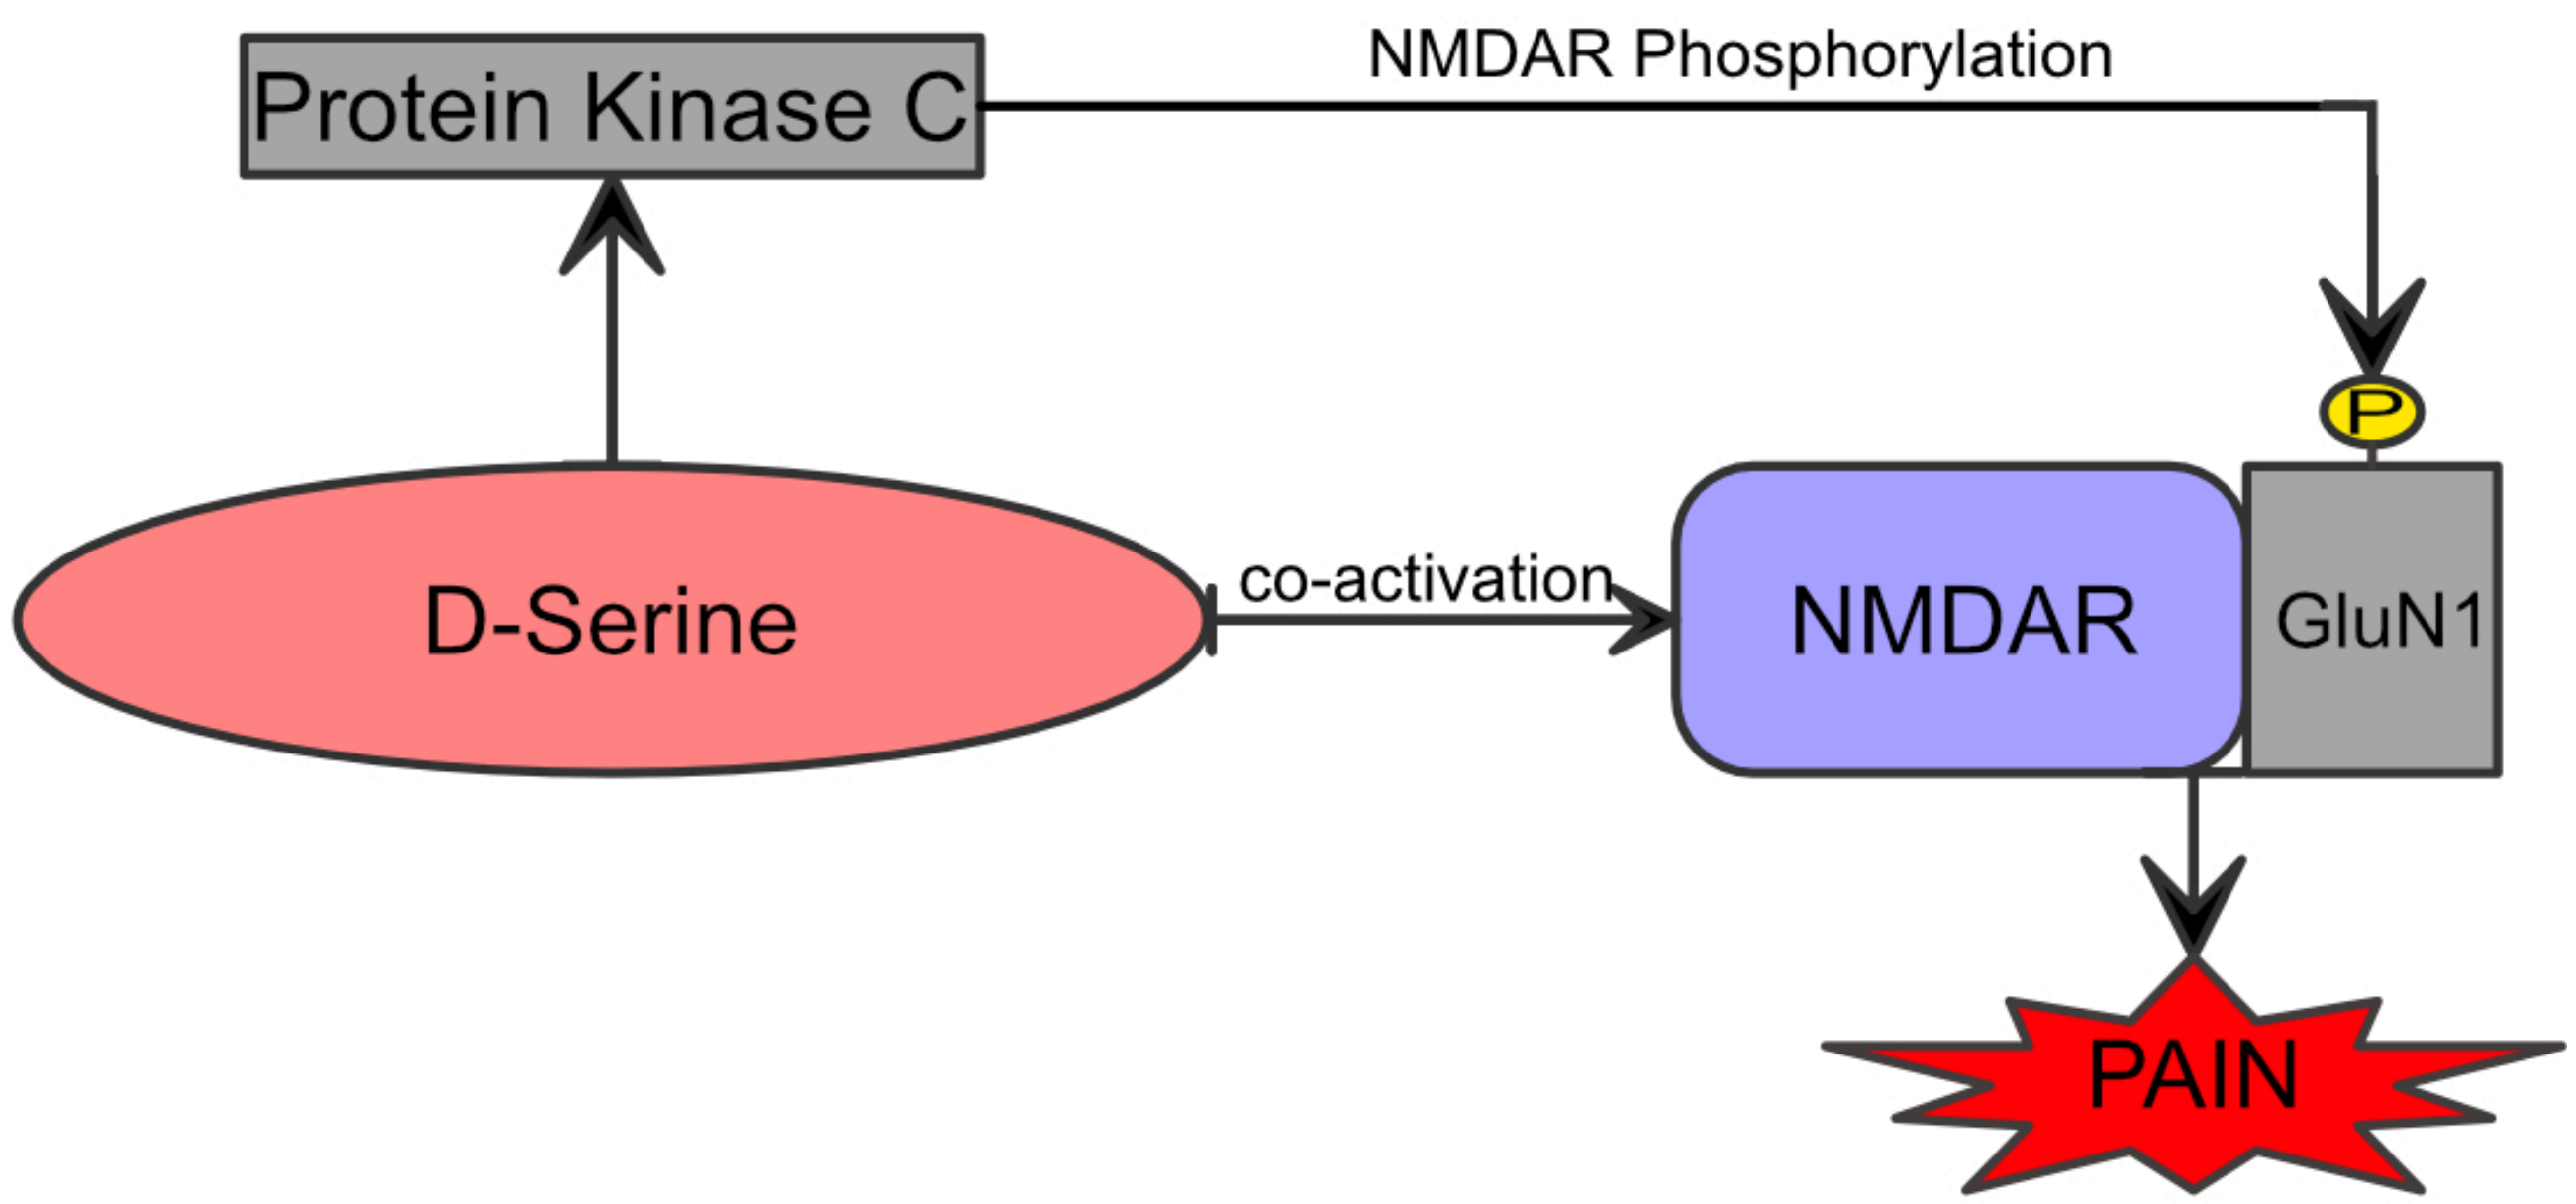 NMDAR Phosphorylation
Protein Kinase C
P
co-activation
D-Serine
NMDAR
GluN1
PAIN